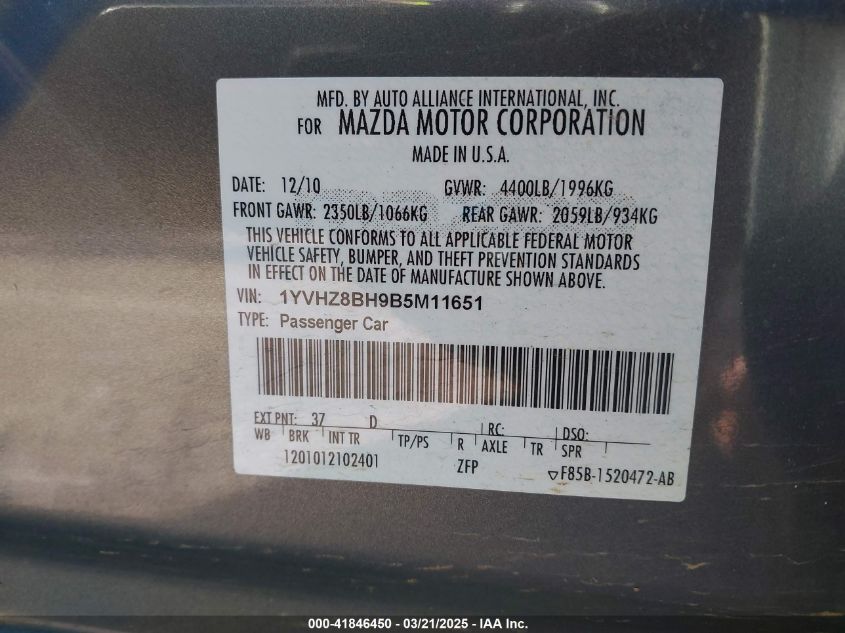 MFD. BY AUTO ALLIANCE INTERNATIONAL, INC.
FOR MAZDA MOTOR CORPORATION
MADE IN U.S.A.
DATE: 12/10 GVWR: 4400LB/1996KG
FRONT GAWR: 2350LB/1066KG REAR GAWR: 2059LB/934KG
THIS VEHICLE CONFORMS TO ALL APPLICABLE FEDERAL MOTOR
VEHICLE SAFETY, BUMPER, AND THEFT PREVENTION STANDARDS
IN EFFECT ON THE DATE OF MANUFACTURE SHOWN ABOVE.
VIN: 1YVHZ8BH9B5M11651
TYPE: Passenger Car
EXT PNT: 37 D RC: DSO:
WB BRK INT TR TP/PS R AXLE TR SPR
1201012102401 ZFP F85B-1520472-AB
000-41846450 - 03/21/2025 - IAA Inc.